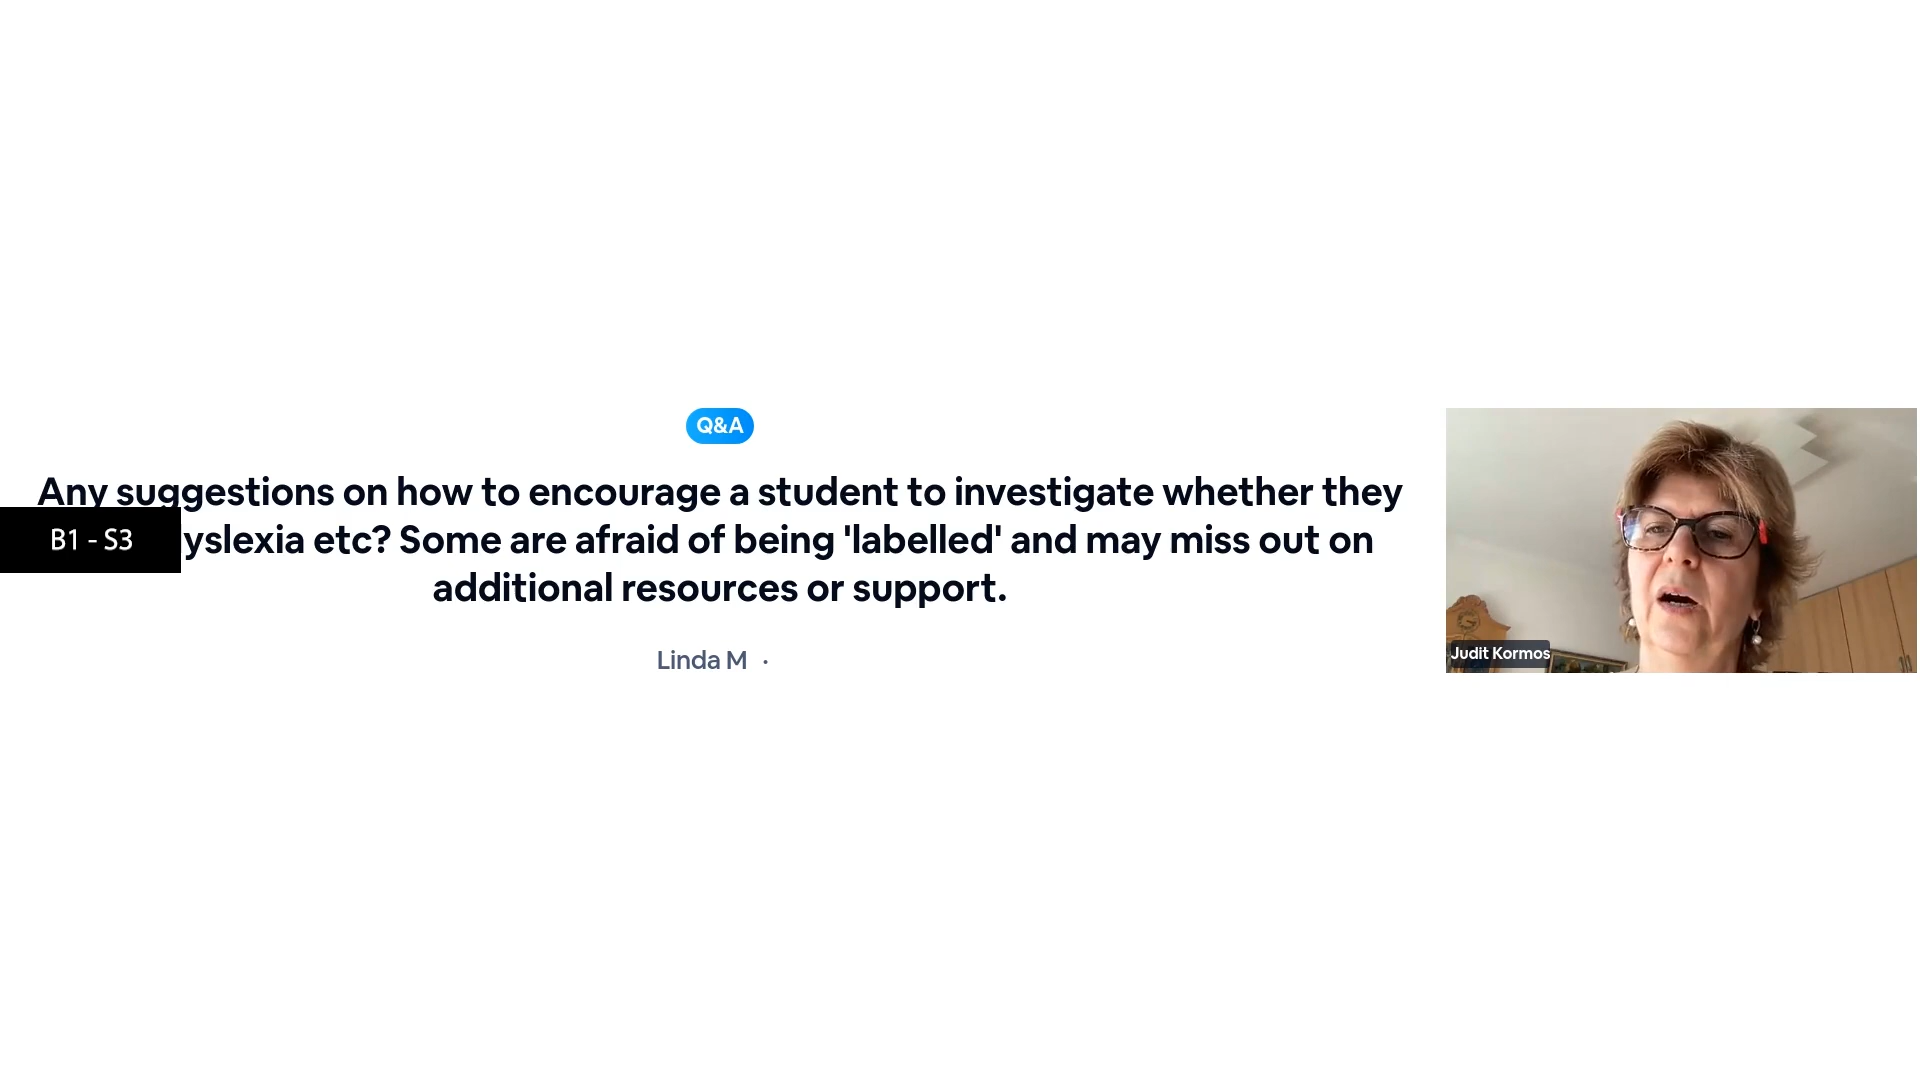 Q&A
Any suggestions on how to encourage a student to investigate whether they
yslexia etc? Some are afraid of being 'labelled' and may miss out on
additional resources or support.
Linda M ·
B1 - S3
Judit Kormos